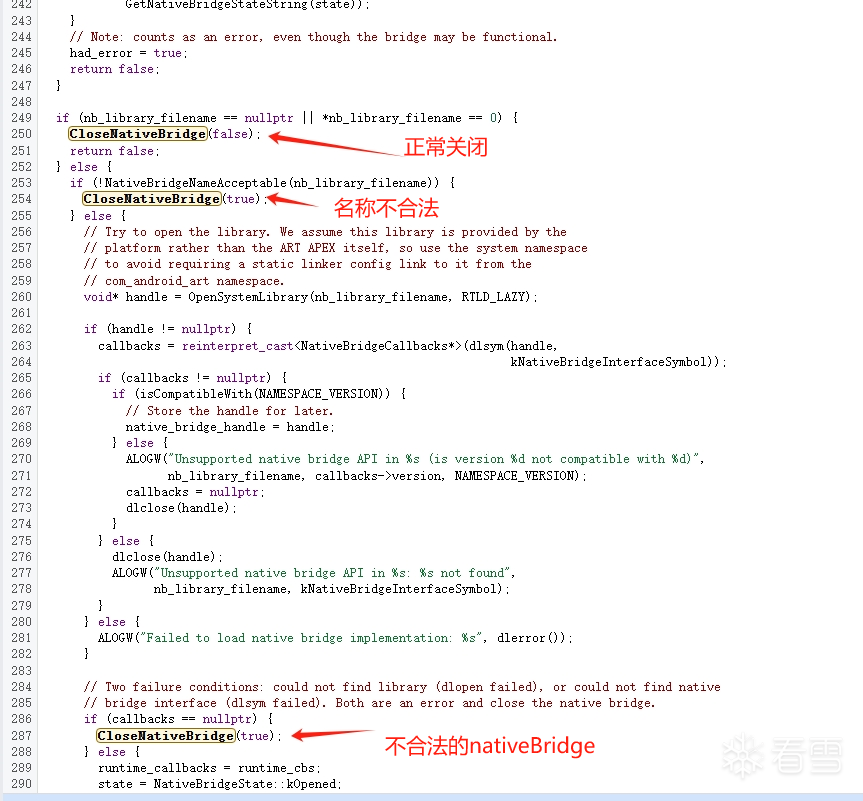 242 GetNativeBridgeStateString(state));
243 }
244 // Note: counts as an error, even though the bridge may be functional.
245 had_error = true;
246 return false;
247 }
248
249 if (nb_library_filename == nullptr || *nb_library_filename == 0) {
250 CloseNativeBridge(false);
正常关闭
251 return false;
252 } else {
253 if (!NativeBridgeNameAcceptable(nb_library_filename)) {
254 CloseNativeBridge(true);
名称不合法
255 } else {
256 // Try to open the library. We assume this library is provided by the
257 // platform rather than the ART APEX itself, so use the system namespace
258 // to avoid requiring a static linker config link to it from the
259 // com_android_art namespace.
260 void* handle = OpenSystemLibrary(nb_library_filename, RTLD_LAZY);
261
262 if (handle != nullptr) {
263 callbacks = reinterpret_cast<NativeBridgeCallbacks*>(dlsym(handle,
264 kNativeBridgeInterfaceSymbol));
265 if (callbacks != nullptr) {
266 if (isCompatibleWith(NAMESPACE_VERSION)) {
267 // Store the handle for later.
268 native_bridge_handle = handle;
269 } else {
270 ALOGW("Unsupported native bridge API in %s (is version %d not compatible with %d)",
271 nb_library_filename, callbacks->version, NAMESPACE_VERSION);
272 callbacks = nullptr;
273 dlclose(handle);
274 }
275 } else {
276 dlclose(handle);
277 ALOGW("Unsupported native bridge API in %s: %s not found",
278 nb_library_filename, kNativeBridgeInterfaceSymbol);
279 }
280 } else {
281 ALOGW("Failed to load native bridge implementation: %s", dlerror());
282 }
283
284 // Two failure conditions: could not find library (dlopen failed), or could not find native
285 // bridge interface (dlsym failed). Both are an error and close the native bridge.
286 if (callbacks == nullptr) {
287 CloseNativeBridge(true);
不合法的nativeBridge
288 } else {
289 runtime_callbacks = runtime_cbs;
290 state = NativeBridgeState::kOpened;
看雪